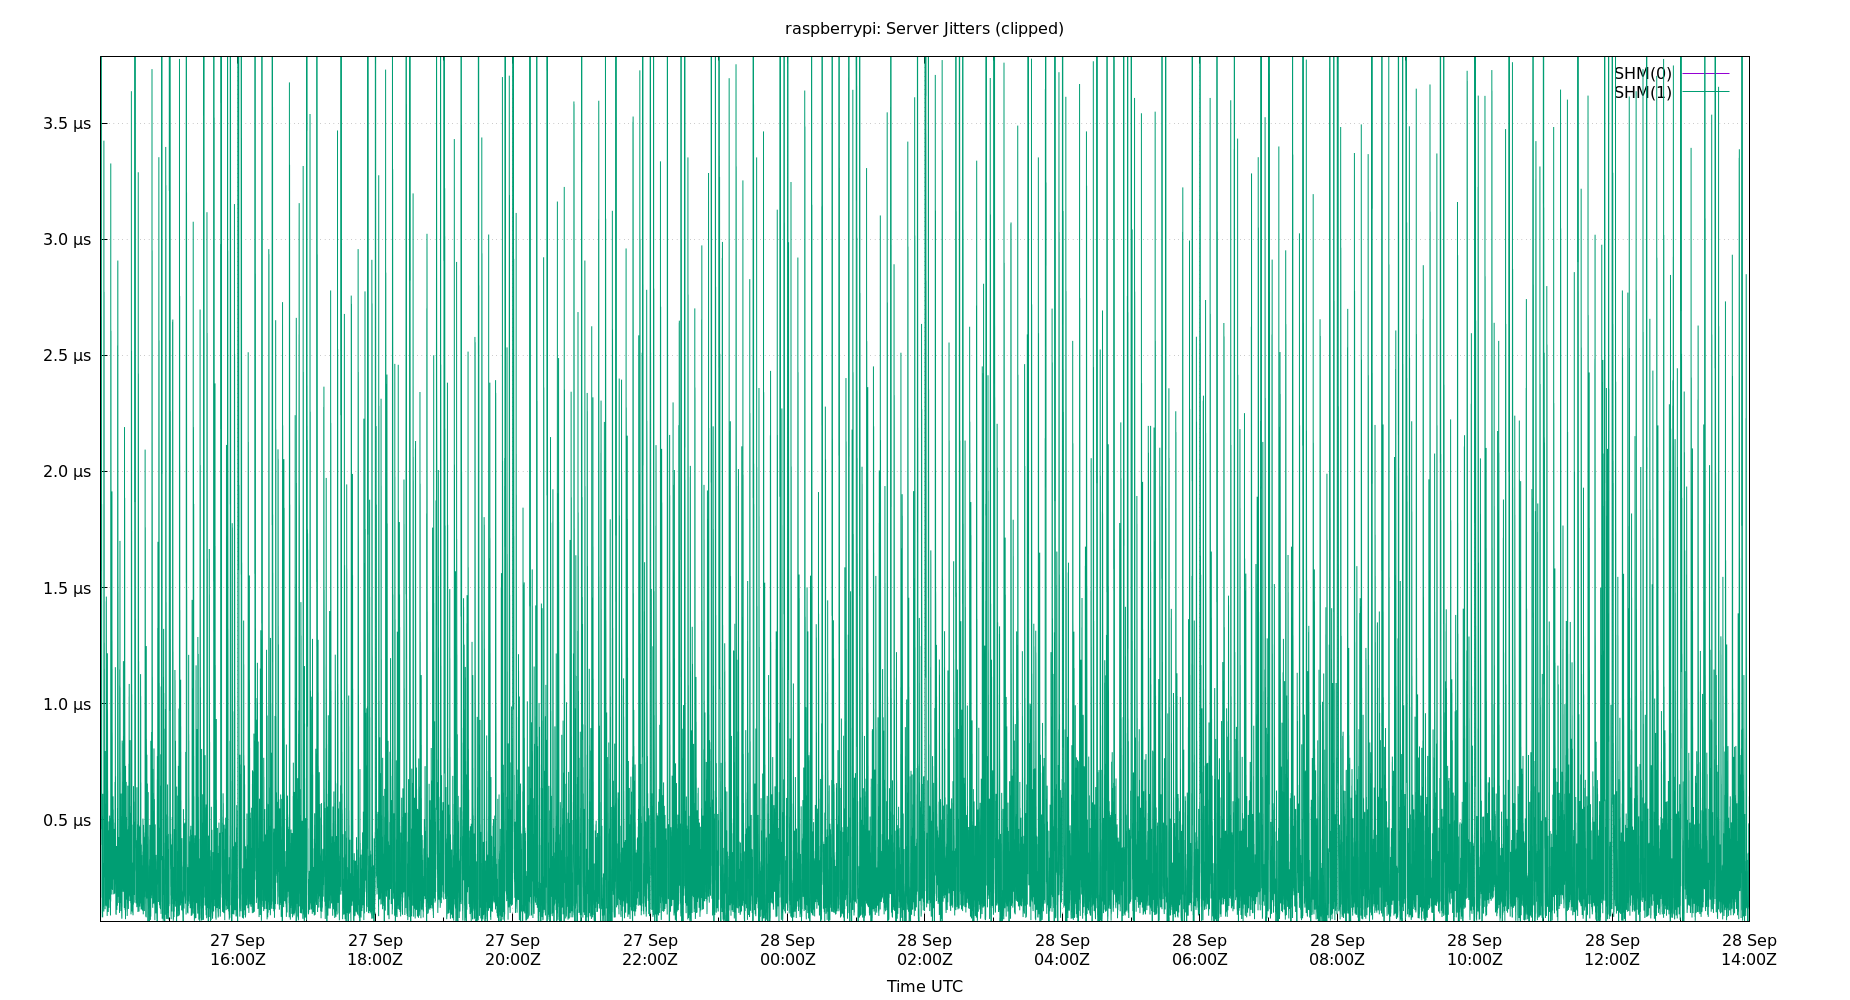 raspberrypi: Server Jitters (clipped)
SHM(0)
SHM(1)
3.5 µs
3.0 µs
2.5 µs
2.0 µs
1.5 µs
1.0 µs
0.5 µs
27 Sep 27 Sep 27 Sep 27 Sep 28 Sep 28 Sep 28 Sep 28 Sep 28 Sep 28 Sep 28 Sep 28 Sep
16:00Z 18:00Z 20:00Z 22:00Z 00:00Z 02:00Z 04:00Z 06:00Z 08:00Z 10:00Z 12:00Z 14:00Z
Time UTC